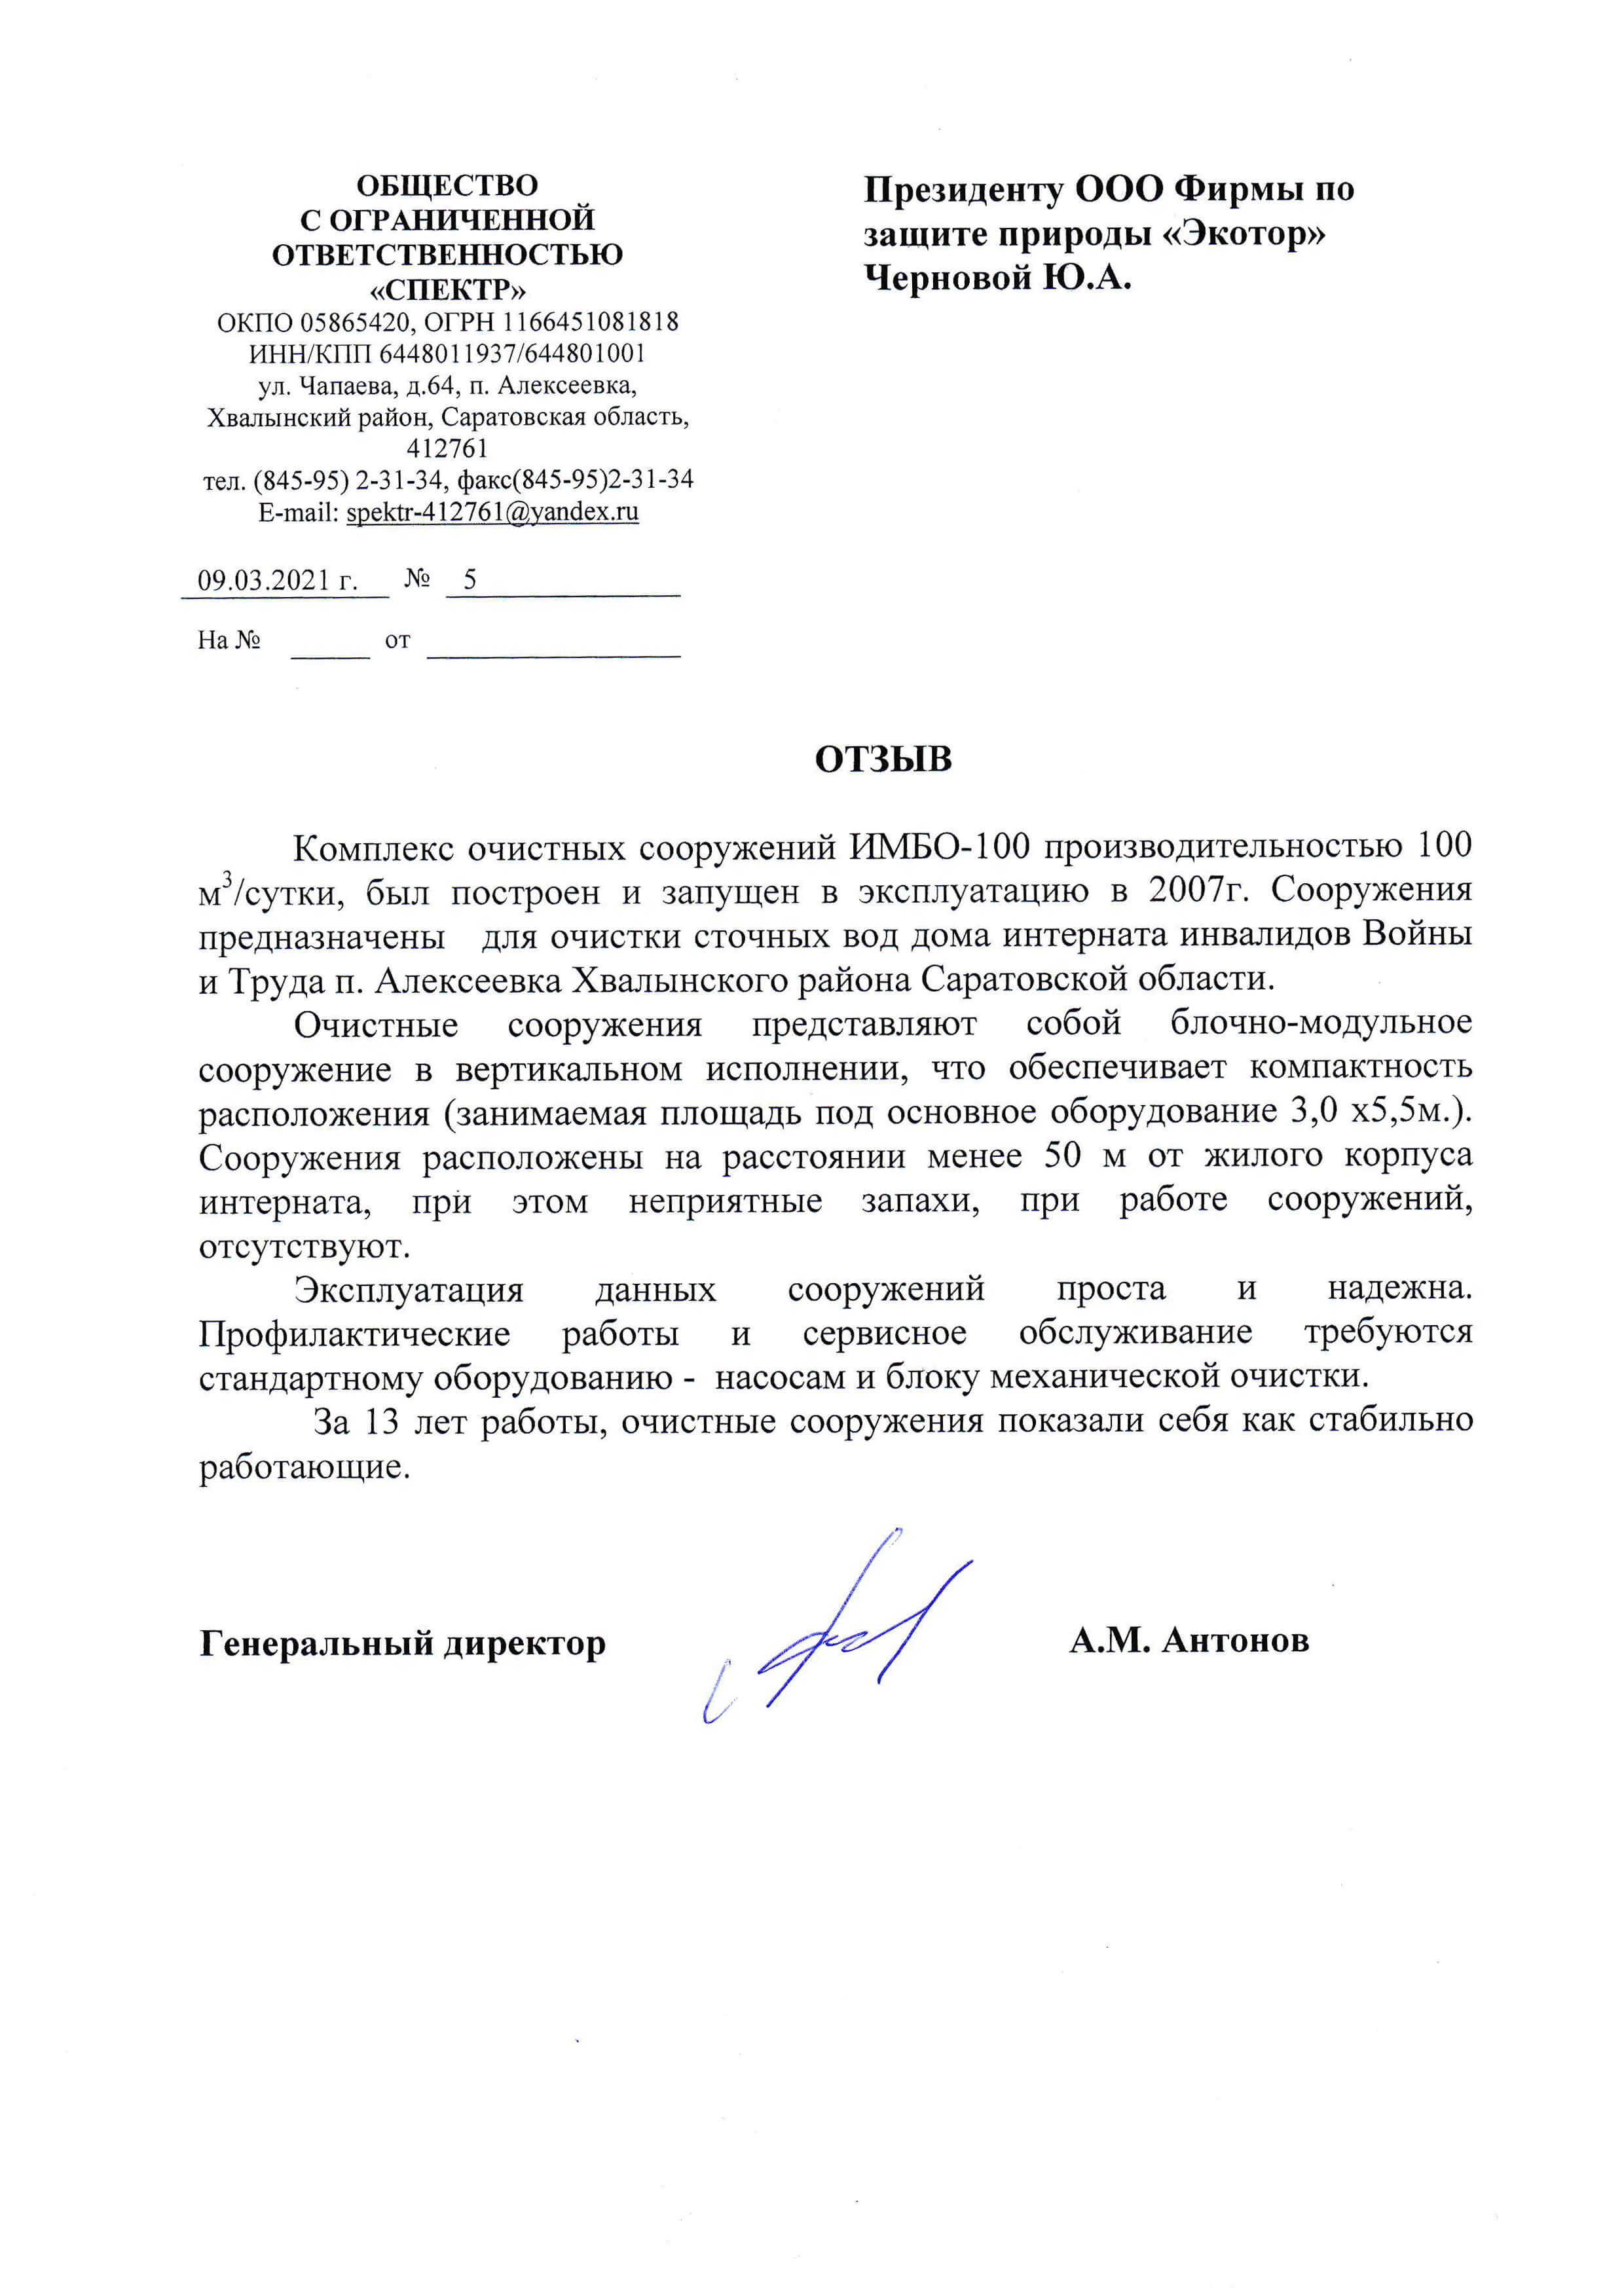 ОБЩЕСТВО
С ОГРАНИЧЕННОЙ
ОТВЕТСТВЕННОСТЬЮ
«СПЕКТР»
ОКПО 05865420, ОГРН 1166451081818
ИНН/КПП 6448011937/644801001
ул. Чапаева, д.64, п. Алексеевка,
Хвалынский район, Саратовская область,
412761
тел. (845-95) 2-31-34, факс(845-95)2-31-34
E-mail: spektr-412761@yandex.ru
09.03.2021 г. № 5
На № от
Президенту ООО Фирмы по
защите природы «Экотор»
Черновой Ю.А.
ОТЗЫВ
Комплекс очистных сооружений ИМБО-100 производительностью 100
м³/сутки, был построен и запущен в эксплуатацию в 2007г. Сооружения
предназначены для очистки сточных вод дома интерната инвалидов Войны
и Труда п. Алексеевка Хвалынского района Саратовской области.
Очистные сооружения представляют собой блочно-модульное
сооружение в вертикальном исполнении, что обеспечивает компактность
расположения (занимаемая площадь под основное оборудование 3,0 х5,5м.).
Сооружения расположены на расстоянии менее 50 м от жилого корпуса
интерната, при этом неприятные запахи, при работе сооружений,
отсутствуют.
Эксплуатация данных сооружений проста и надежна.
Профилактические работы и сервисное обслуживание требуются
стандартному оборудованию - насосам и блоку механической очистки.
За 13 лет работы, очистные сооружения показали себя как стабильно
работающие.
Генеральный директор А.М. Антонов